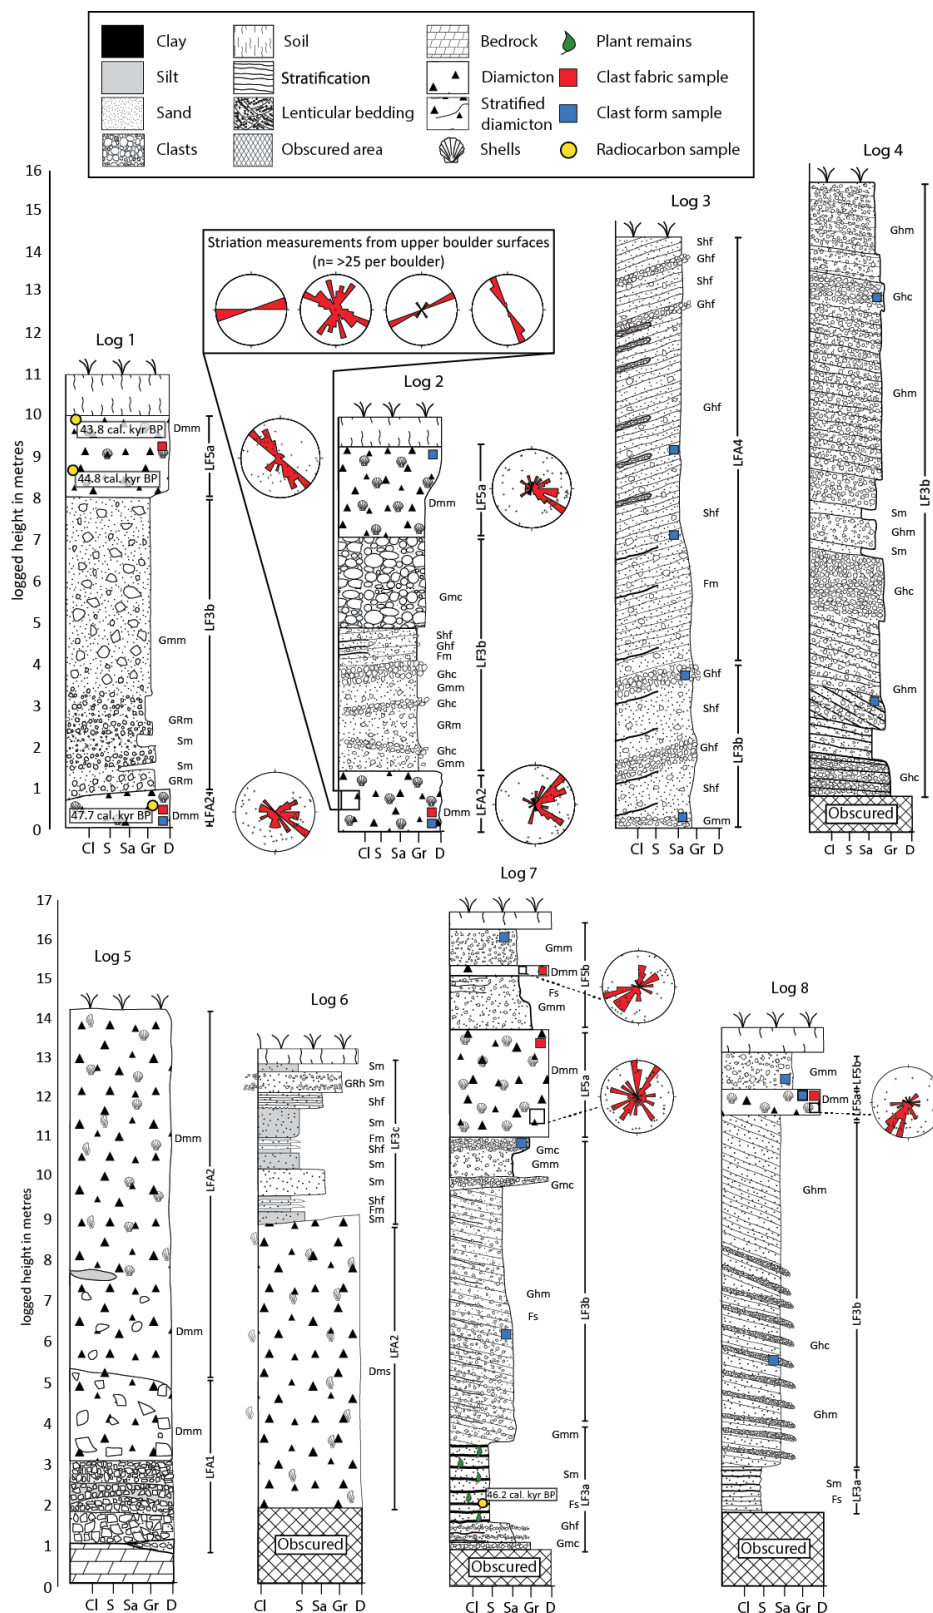 Clay
Soil
Bedrock
Plant remains
Silt
Stratification
Diamicton
Clast fabric sample
Sand
Lenticular bedding
Stratified
diamicton
Clast form sample
Clasts
Obscured area
Shells
Radiocarbon sample
logged height in metres
16
15
14
13
12
11
10
9
8
7
6
5
4
3
2
1
0
Striation measurements from upper boulder surfaces
(n= >25 per boulder)
Log 1
43.8 cal. kyr BP
44.8 cal. kyr BP
47.7 cal. kyr BP
Dmm
Gmm
GRm
Sm
Sm
GRm
Dmm
LF5a
LF3b
LFA2
Cl S Sa Gr D
Log 2
Dmm
Gmc
Shf
Ghf
Fm
Ghc
Gmm
Ghc
GRm
Ghc
Gmm
Dmm
LF5a
LF3b
LFA2
Cl S Sa Gr D
Log 3
Shf
Ghf
Shf
Ghf
Ghf
Shf
Fm
Ghf
Shf
Ghf
Shf
Gmm
LFA4
LF3b
Cl S Sa Gr D
Log 4
Ghm
Ghc
Ghm
Sm
Ghm
Sm
Ghc
Ghm
Ghc
Obscured
LF3b
Cl S Sa Gr D
logged height in metres
17
16
15
14
13
12
11
10
9
8
7
6
5
4
3
2
1
0
Log 5
Dmm
Dmm
Dmm
LFA2
LFA1
Cl S Sa Gr D
Log 6
Sm
GRh Sm
Shf
Sm
Fm
Shf
Sm
Sm
Shf
Fm
Sm
Dms
Obscured
LF3c
LFA2
Cl S Sa Gr D
Log 7
Gmm
Dmm
Fs
Gmm
Dmm
Gmc
Gmm
Gmc
Ghm
Fs
Gmm
Sm
46.2 cal. kyr BP
Fs
Ghf
Gmc
Obscured
LF5b
LF5a
LF3b
LF3a
Cl S Sa Gr D
Log 8
Gmm
Dmm
Ghm
Ghc
Ghm
Sm
Fs
Obscured
LF5b
LF5a
LF3b
LF3a
Cl S Sa Gr D